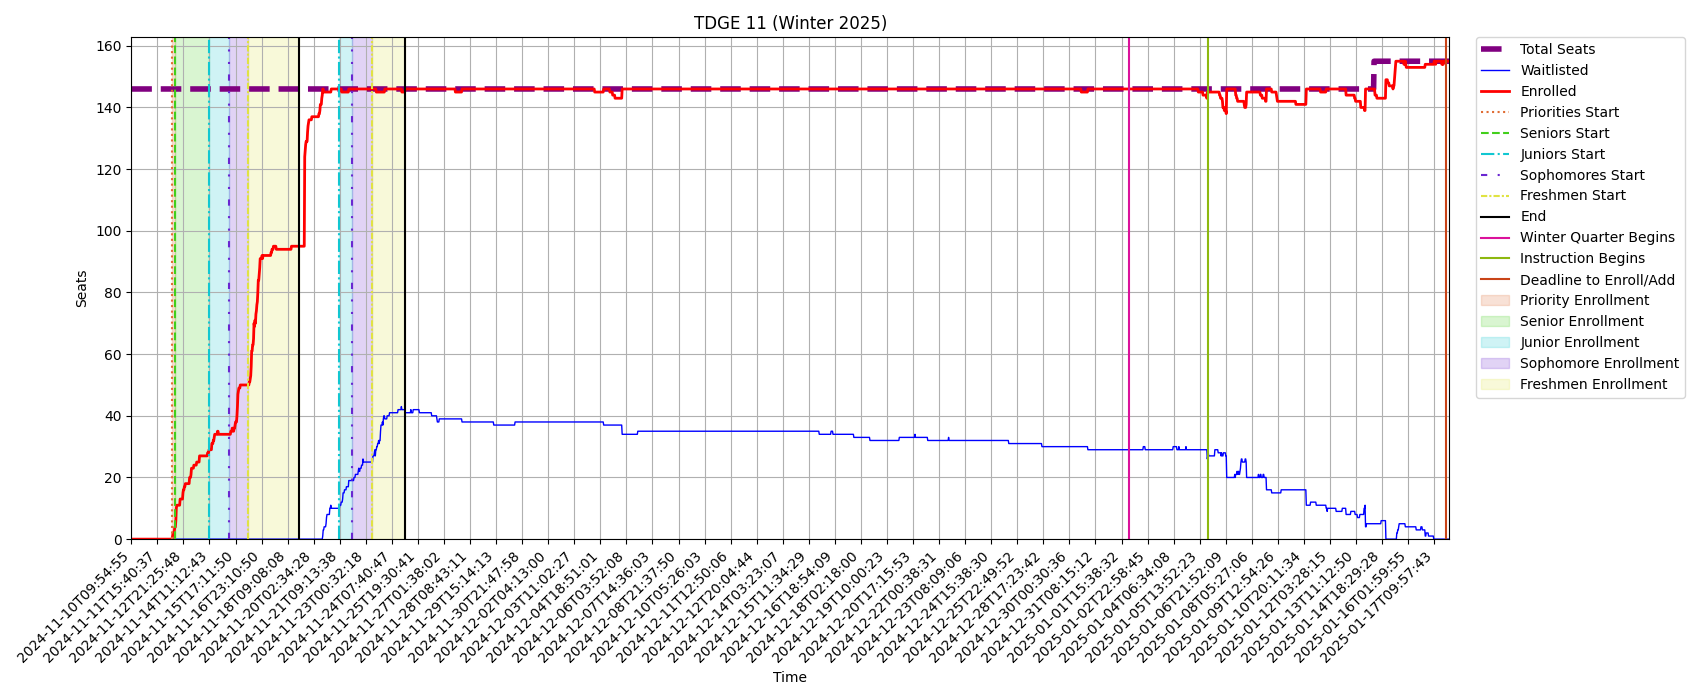 TDGE 11 (Winter 2025)
Seats
160
140
120
100
80
60
40
20
0
2024-11-10T09:54:55
2024-11-11T15:40:37
2024-11-12T21:25:48
2024-11-14T11:12:43
2024-11-15T17:11:50
2024-11-16T23:10:50
2024-11-18T09:08:08
2024-11-20T02:34:28
2024-11-21T09:13:38
2024-11-23T00:32:18
2024-11-24T07:40:47
2024-11-25T21:30:41
2024-11-27T01:38:02
2024-11-28T08:43:11
2024-11-29T15:14:13
2024-11-30T21:47:58
2024-12-02T04:13:00
2024-12-03T11:02:27
2024-12-04T18:51:01
2024-12-06T03:52:08
2024-12-07T14:36:03
2024-12-08T21:37:50
2024-12-10T05:26:03
2024-12-11T12:50:06
2024-12-12T20:04:44
2024-12-14T03:23:07
2024-12-15T11:34:29
2024-12-16T18:54:09
2024-12-18T02:18:00
2024-12-19T10:00:23
2024-12-20T17:15:53
2024-12-22T00:38:31
2024-12-23T08:09:06
2024-12-24T15:38:30
2024-12-25T22:49:52
2024-12-28T17:23:42
2024-12-30T00:30:36
2024-12-31T08:15:12
2025-01-01T15:38:32
2025-01-02T22:58:45
2025-01-04T06:34:08
2025-01-05T13:52:23
2025-01-06T21:52:09
2025-01-08T05:27:06
2025-01-09T12:54:26
2025-01-10T20:11:34
2025-01-12T03:28:15
2025-01-13T11:12:50
2025-01-14T18:29:28
2025-01-16T01:59:55
2025-01-17T09:57:43
Time
Total Seats
Waitlisted
Enrolled
Priorities Start
Seniors Start
Juniors Start
Sophomores Start
Freshmen Start
End
Winter Quarter Begins
Instruction Begins
Deadline to Enroll/Add
Priority Enrollment
Senior Enrollment
Junior Enrollment
Sophomore Enrollment
Freshmen Enrollment